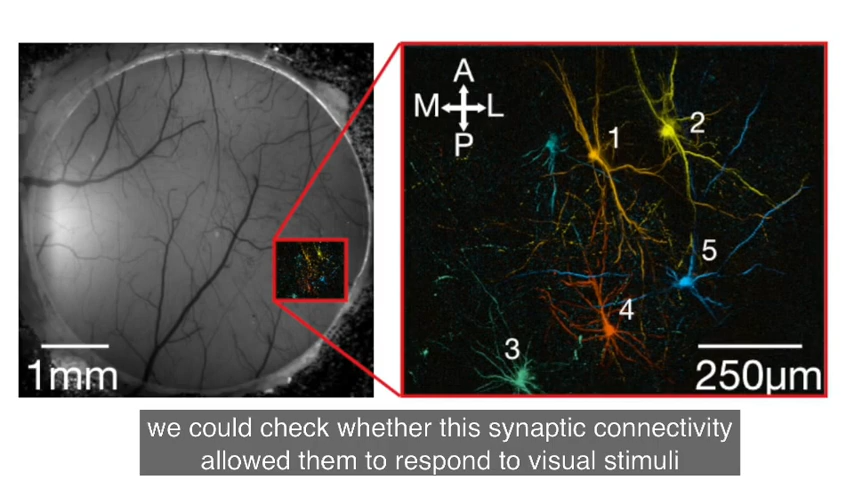 A
M L
P
1
2
5
4
3
1mm
250µm
we could check whether this synaptic connectivity
allowed them to respond to visual stimuli